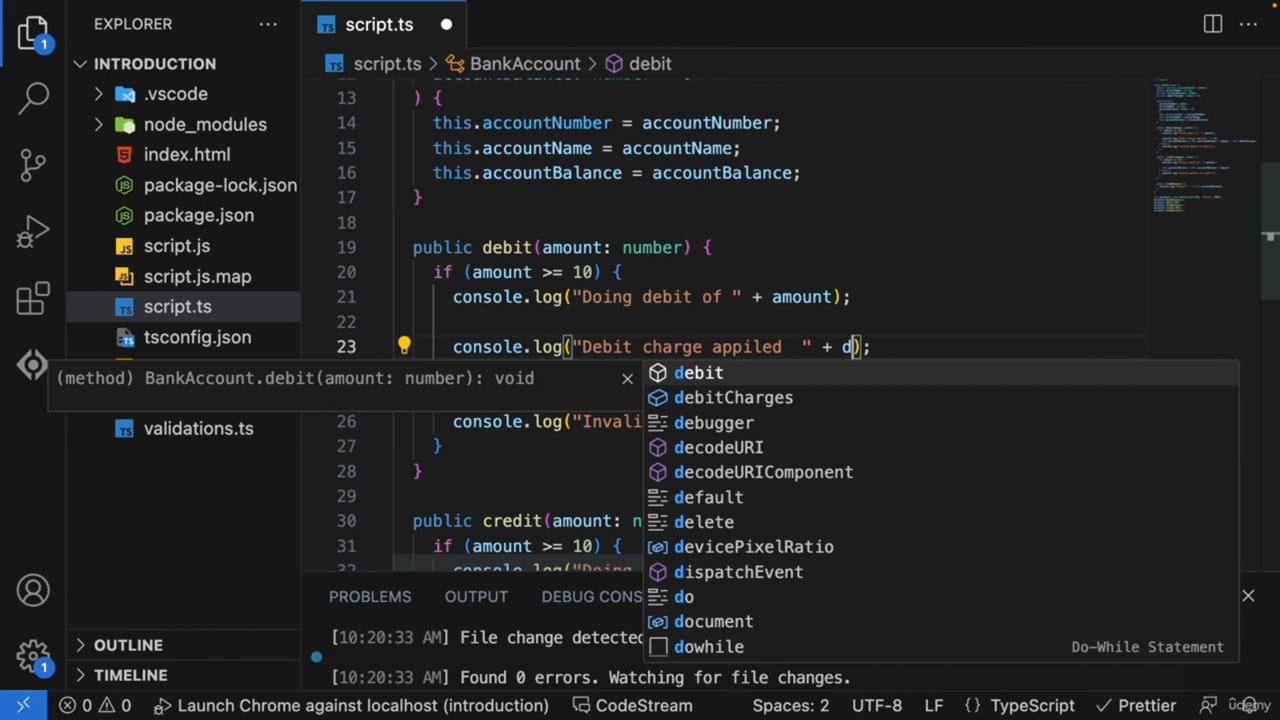 EXPLORER ···
script.ts
···
INTRODUCTION
.vscode
node_modules
index.html
package-lock.json
package.json
script.js
script.js.map
script.ts
tsconfig.json
validations.ts
OUTLINE
TIMELINE
1
1
script.ts > BankAccount > debit
13 ) {
14 this.accountNumber = accountNumber;
15 this.accountName = accountName;
16 this.accountBalance = accountBalance;
17 }
18
19 public debit(amount: number) {
20 if (amount >= 10) {
21 console.log("Doing debit of " + amount);
22
23 console.log("Debit charge appiled  " + d);
(method) BankAccount.debit(amount: number): void
26 console.log("Invali
27 }
28 }
29
30 public credit(amount: n
31 if (amount >= 10) {
32 console.log("Doing
debit
debitCharges
debugger
decodeURI
decodeURIComponent
default
delete
devicePixelRatio
dispatchEvent
do
document
dowhile Do-While Statement
PROBLEMS OUTPUT DEBUG CONS
[10:20:33 AM] File change detected
[10:20:33 AM] Found 0 errors. Watching for file changes.
0 0 Launch Chrome against localhost (introduction) CodeStream Spaces: 2 UTF-8 LF {} TypeScript Prettier
udemy